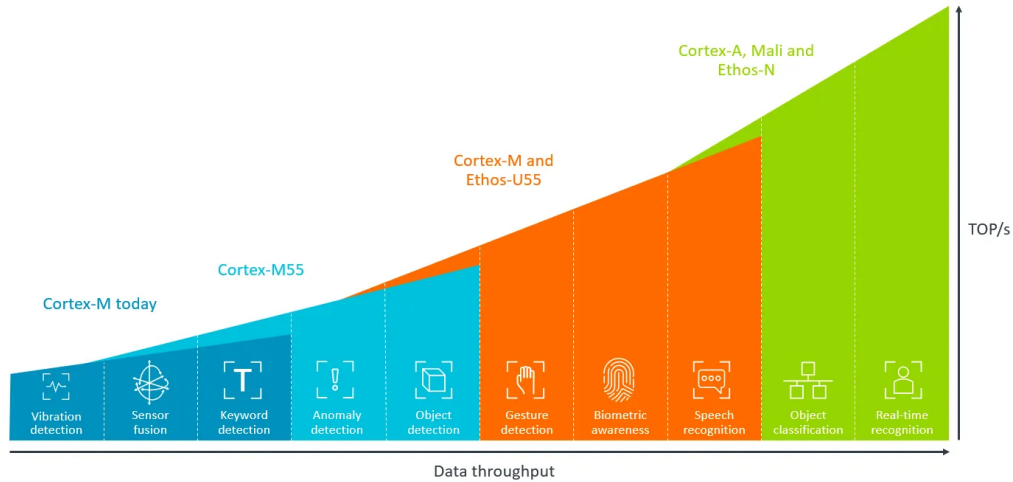 Cortex-A, Mali and
Ethos-N
Cortex-M and
Ethos-U55
TOP/s
Cortex-M55
Cortex-M today
T
Vibration
detection
Sensor
fusion
Keyword
detection
Anomaly
detection
Object
detection
Gesture
detection
Biometric
awareness
Speech
recognition
Object
classification
Real-time
recognition
Data throughput